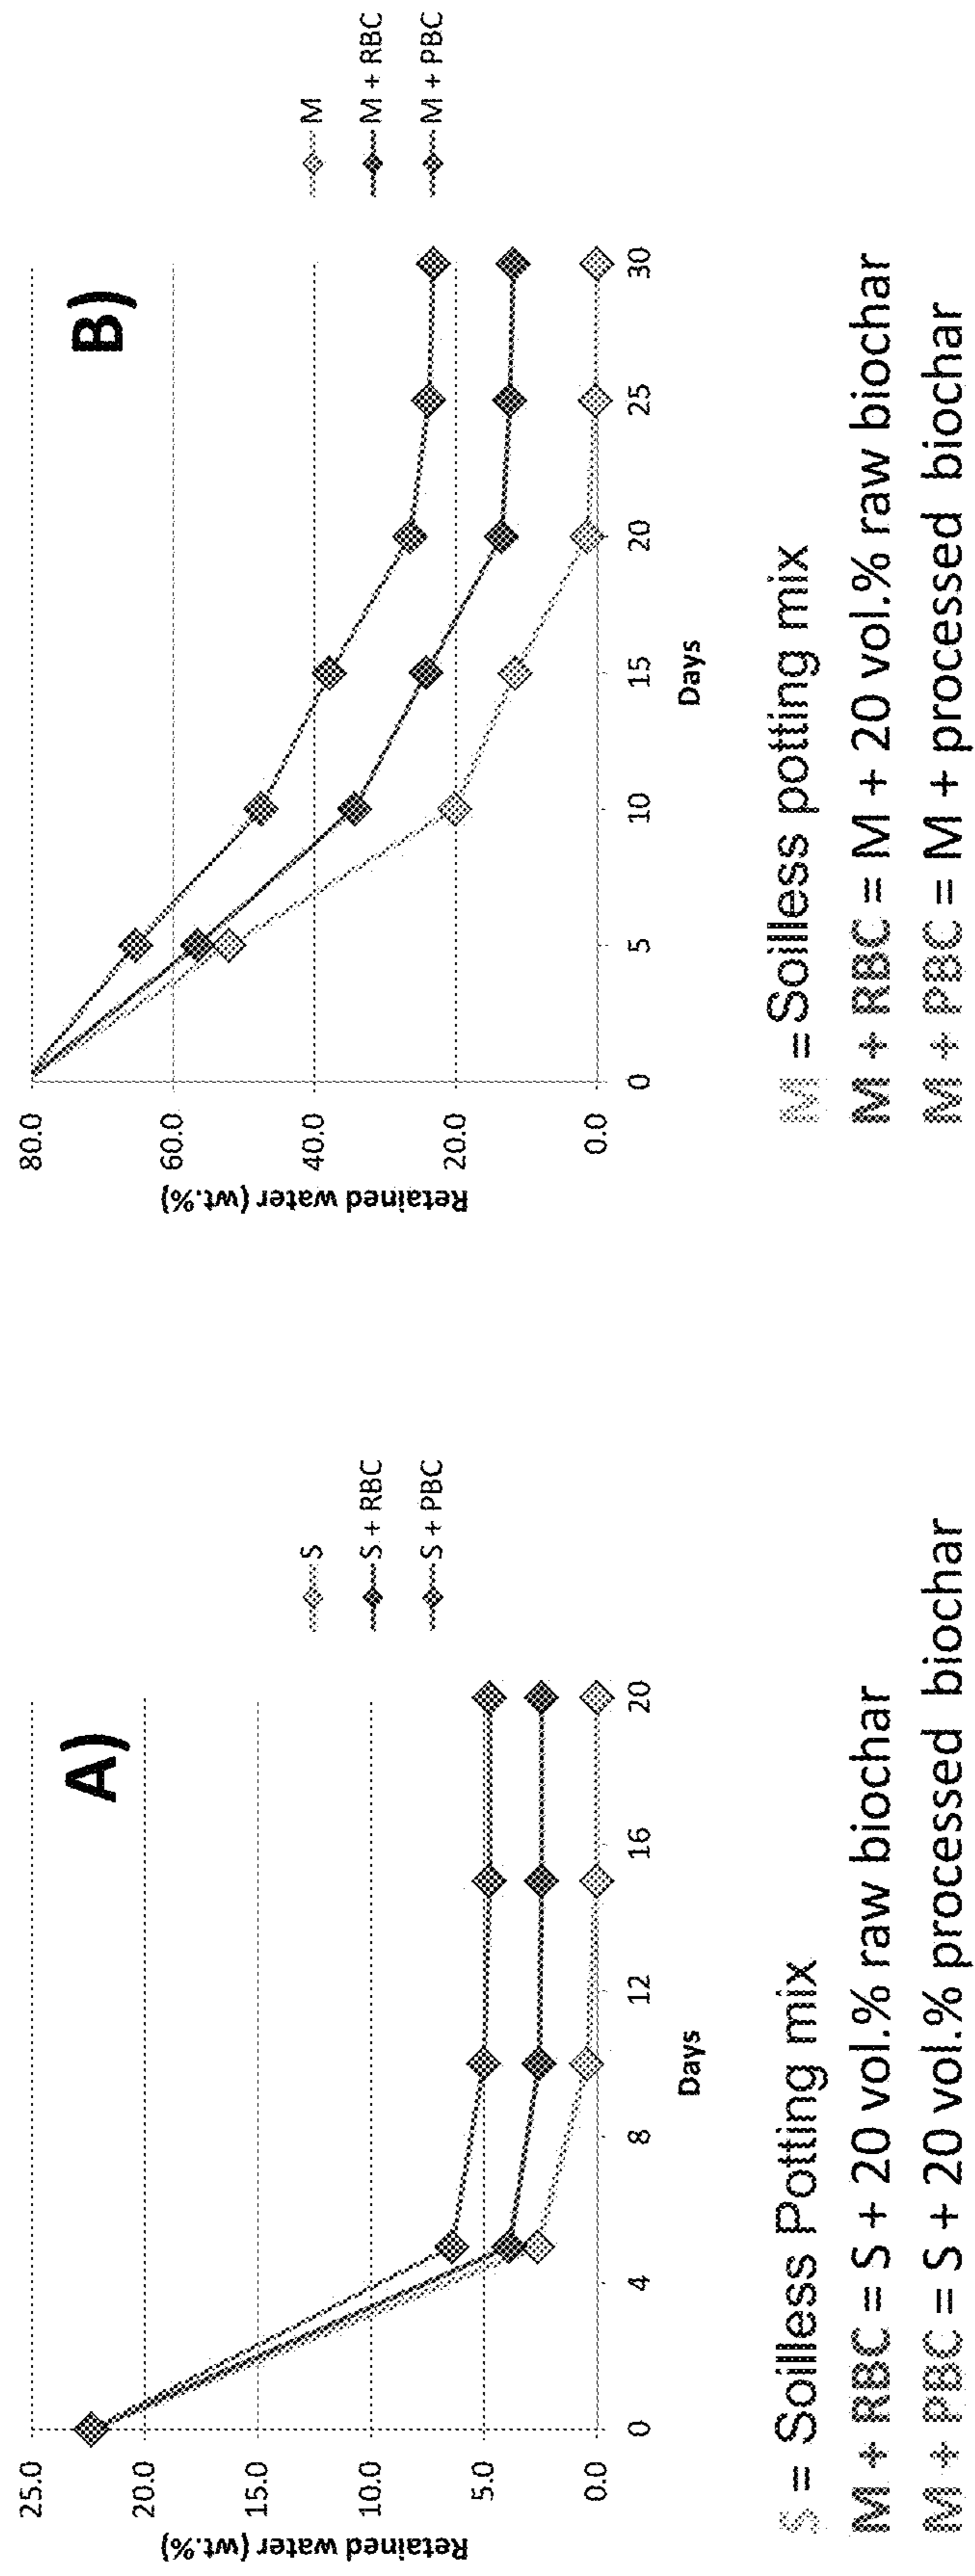 A)
25.0
20.0
15.0
10.0
5.0
0.0
Retained water (wt.%)
0 4 8 12 16 20
Days
S
S + RBC
S + PBC
S = Soilless Potting mix
M + RBC = S + 20 vol.% raw biochar
M + PBC = S + 20 vol.% processed biochar
B)
80.0
60.0
40.0
20.0
0.0
Retained water (wt.%)
0 5 10 15 20 25 30
Days
M
M + RBC
M + PBC
M =Soilless potting mix
M + RBC = M + 20 vol.% raw biochar
M + PBC = M + processed biochar